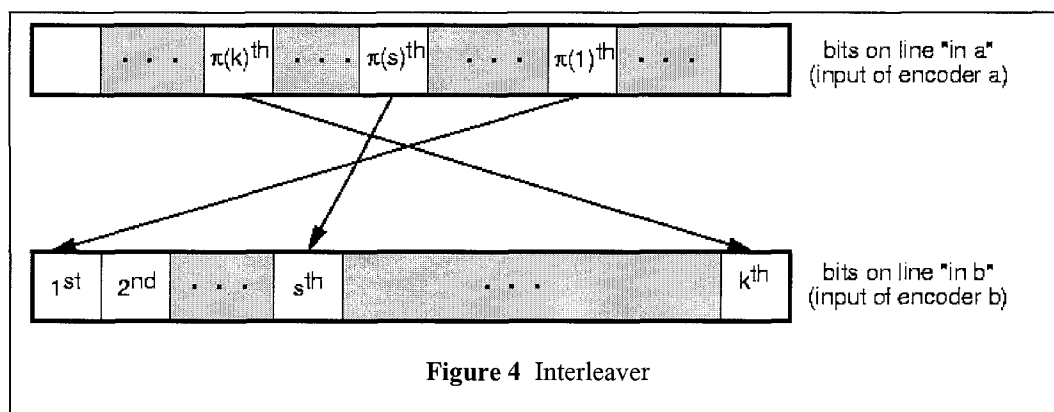 · · · π(k)th · · · π(s)th · · · π(1)th · · ·
bits on line "in a"
(input of encoder a)
1st 2nd · · · sth · · · kth
bits on line "in b"
(input of encoder b)
Figure 4 Interleaver